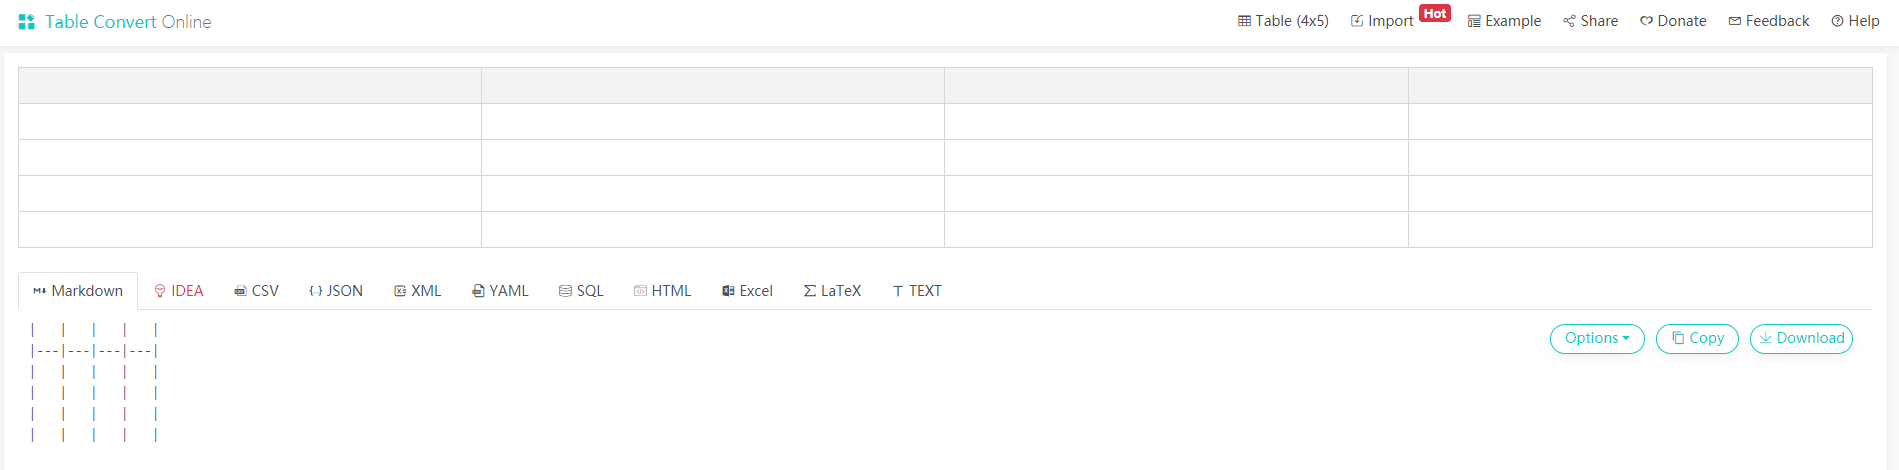 Table Convert Online Table (4x5) Import Hot Example Share Donate Feedback Help
M↓ Markdown IDEA CSV JSON XML YAML SQL HTML Excel LaTeX TEXT
|   |   |   |   |
|---|---|---|---|
|   |   |   |   |
|   |   |   |   |
|   |   |   |   |
|   |   |   |   |
Options Copy Download